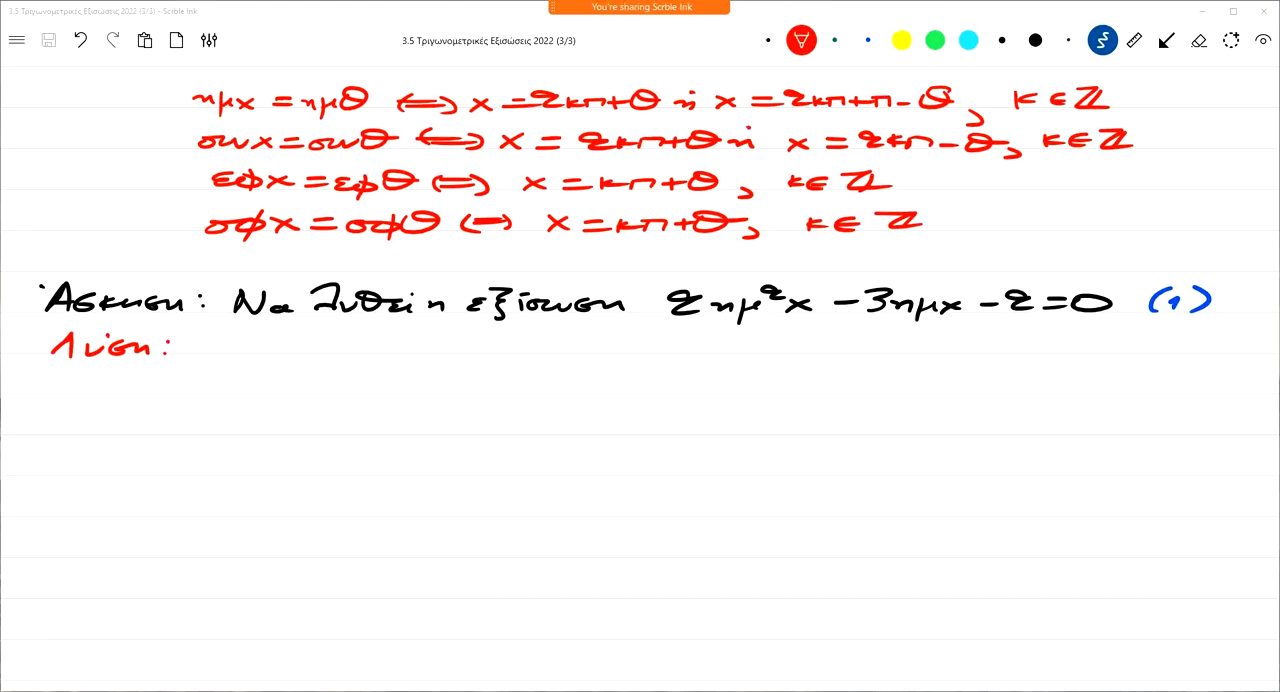 3.5 Τριγωνομετρικές Εξισώσεις 2022 (3/3) - Scrble Ink
You're sharing Scrble Ink
3.5 Τριγωνομετρικές Εξισώσεις 2022 (3/3)
ημx = ημθ ⇔ x = 2κπ+θ ή x = 2κπ+π-θ, κ ∈ ℤ
συνx = συνθ ⇔ x = 2κπ+θ ή x = 2κπ-θ, κ ∈ ℤ
εφx = εφθ ⇔ x = κπ+θ, κ ∈ ℤ
σφx = σφθ ⇔ x = κπ+θ, κ ∈ ℤ
Άσκηση: Να λυθεί η εξίσωση 2ημ²x - 3ημx - 2 = 0 (1)
Λύση: